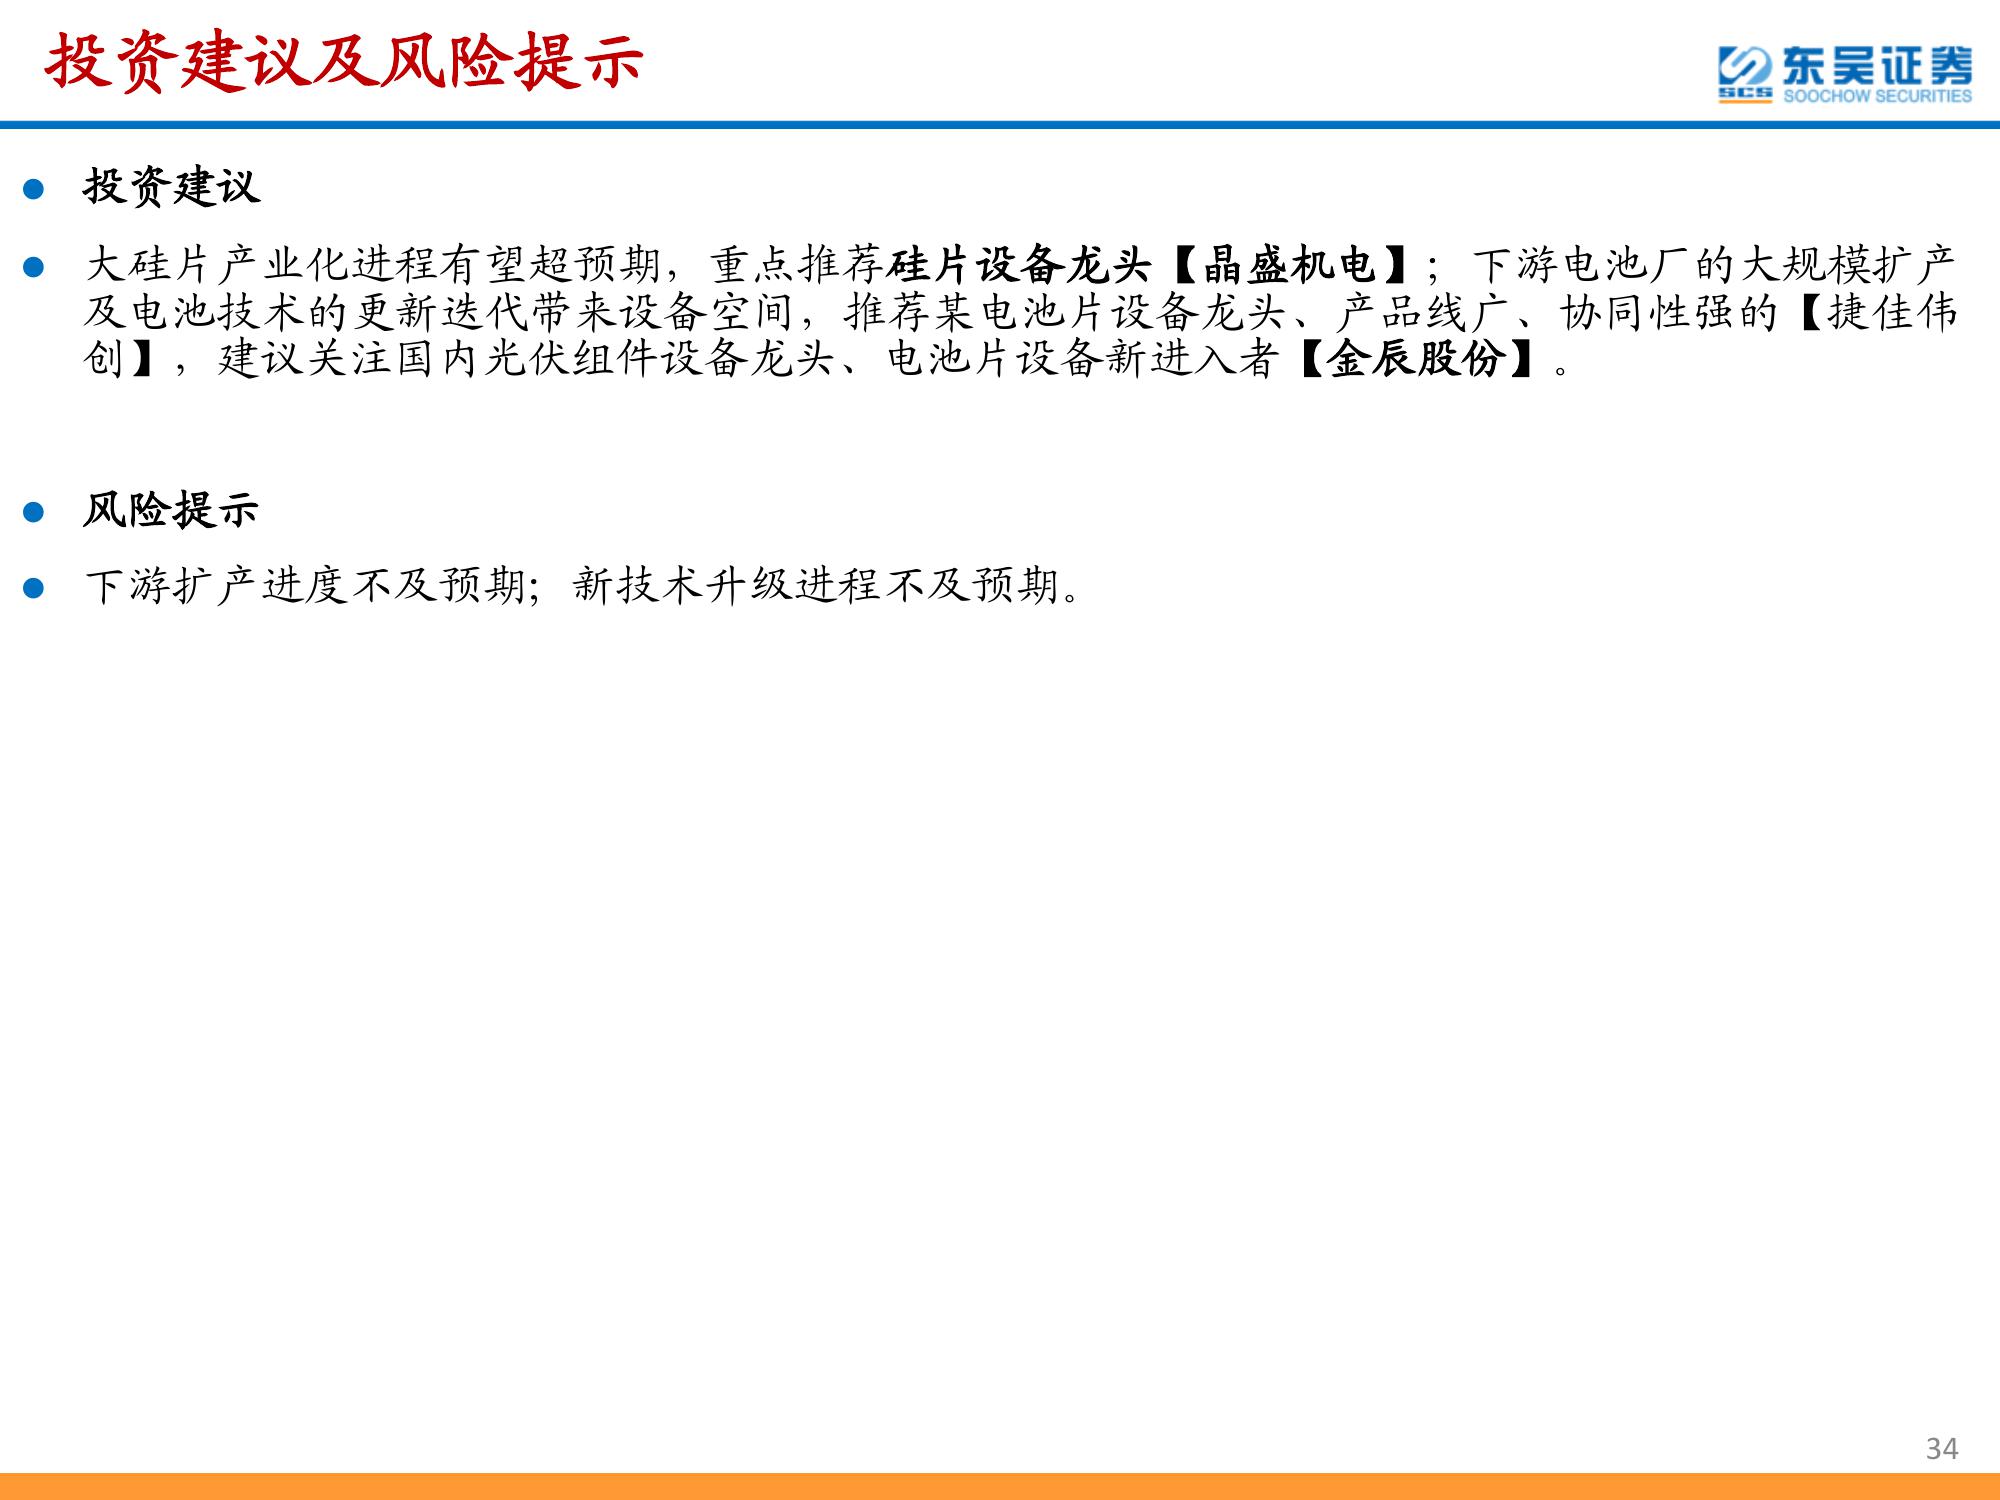 投资建议及风险提示
东吴证券
SCS SOOCHOW SECURITIES
● 投资建议
● 大硅片产业化进程有望超预期，重点推荐硅片设备龙头【晶盛机电】；下游电池厂的大规模扩产
及电池技术的更新迭代带来设备空间，推荐某电池片设备龙头、产品线广、协同性强的【捷佳伟
创】，建议关注国内光伏组件设备龙头、电池片设备新进入者【金辰股份】。
● 风险提示
● 下游扩产进度不及预期；新技术升级进程不及预期。
34